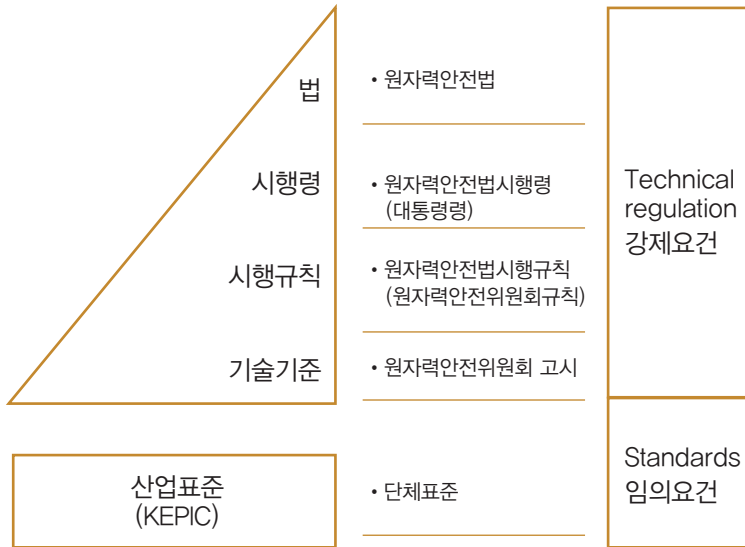 법
• 원자력안전법
시행령
• 원자력안전법시행령
(대통령령)
시행규칙
• 원자력안전법시행규칙
(원자력안전위원회규칙)
기술기준
• 원자력안전위원회 고시
Technical
regulation
강제요건
산업표준
(KEPIC)
• 단체표준
Standards
임의요건